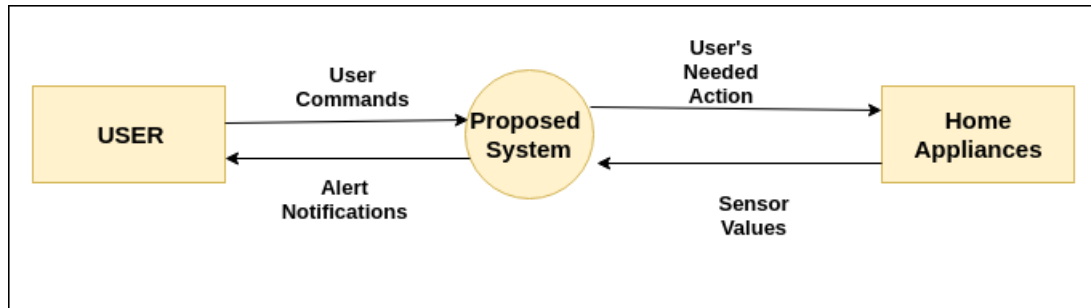 USER
User
Commands
Alert
Notifications
Proposed
System
User's
Needed
Action
Sensor
Values
Home
Appliances